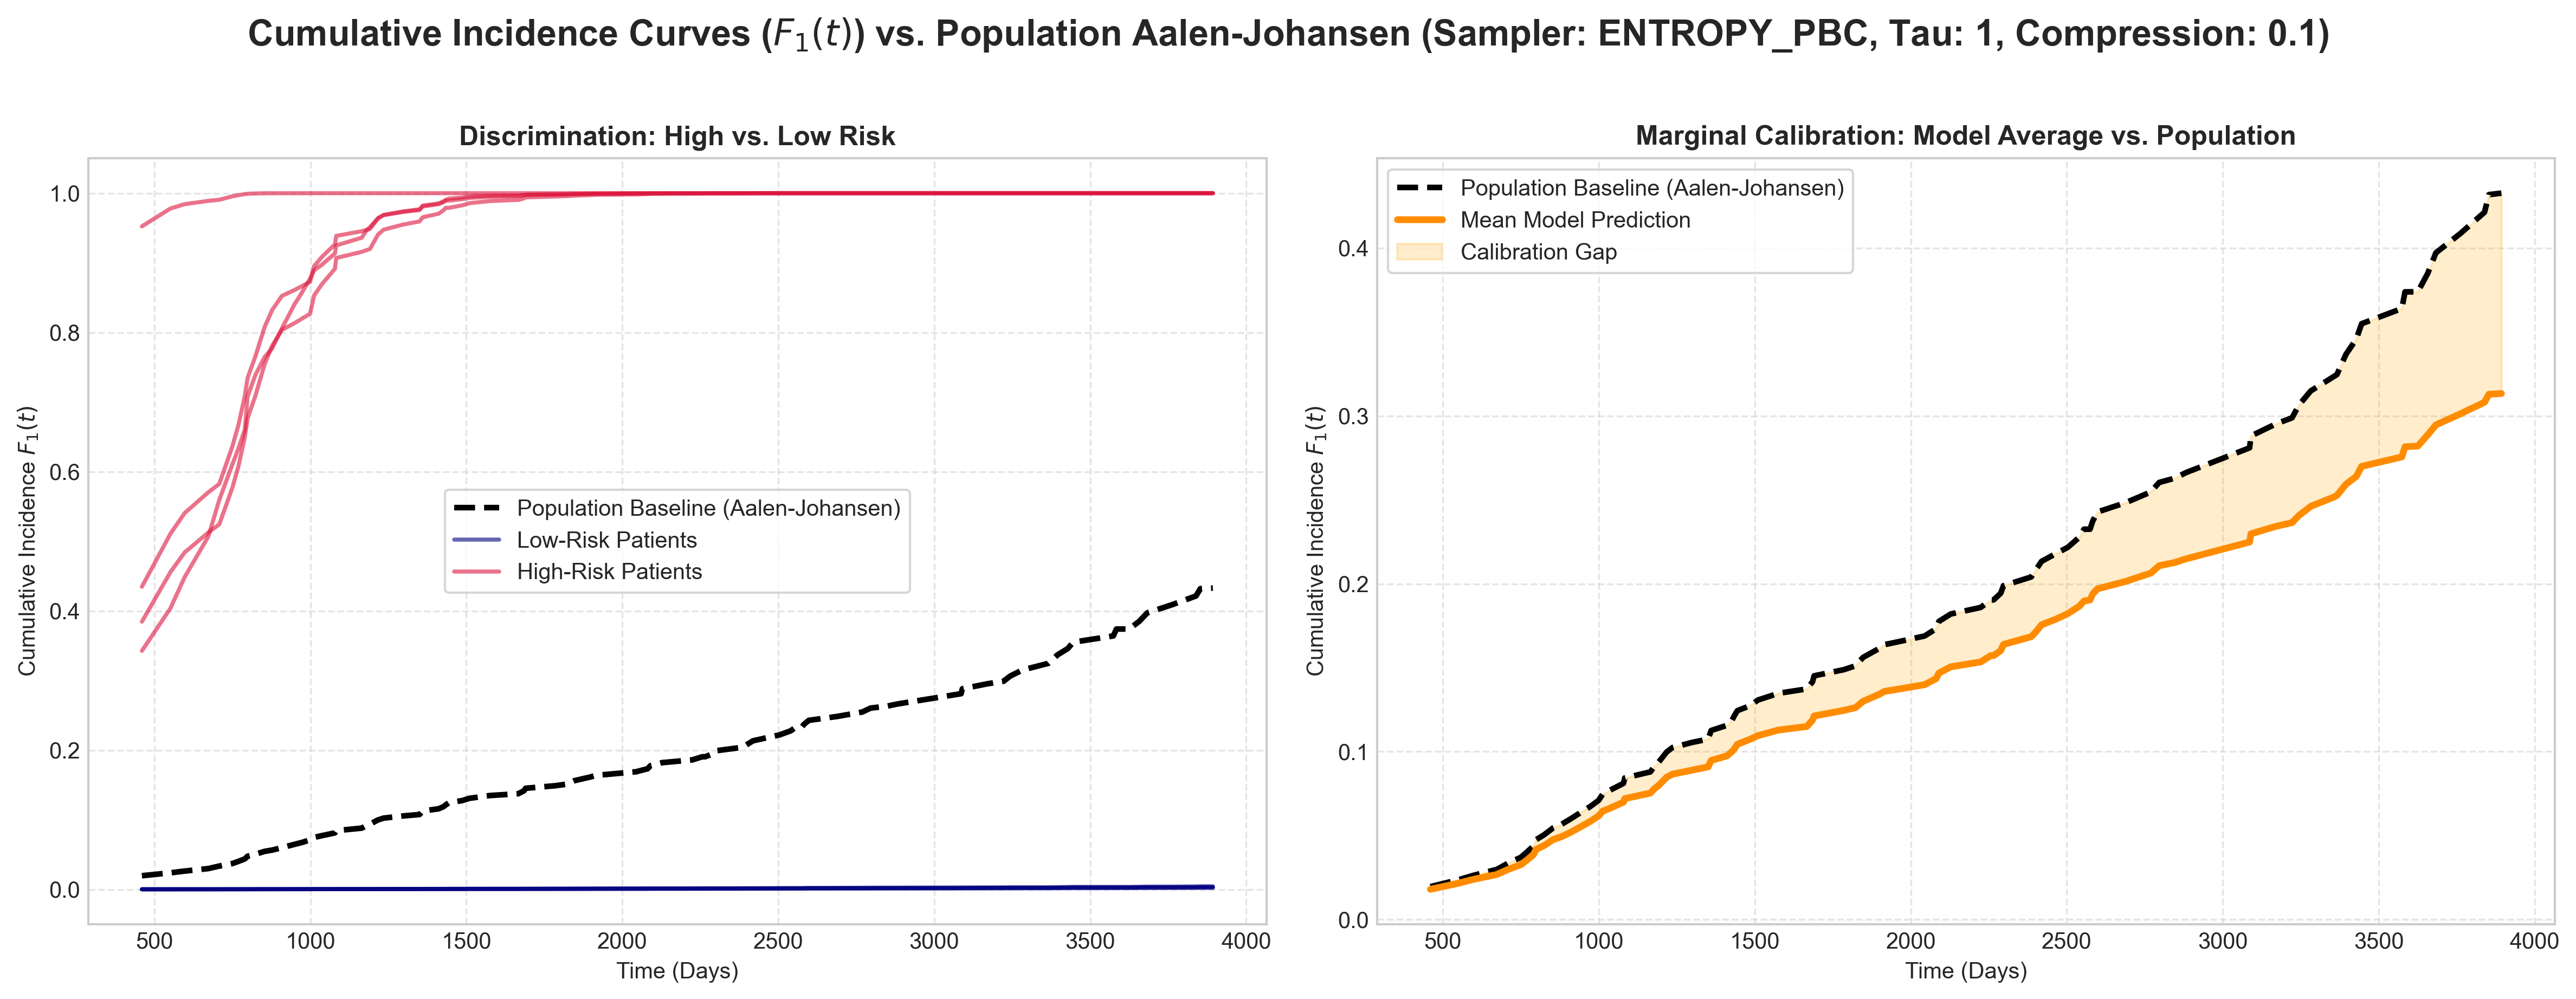 Cumulative Incidence Curves (F₁(t)) vs. Population Aalen-Johansen (Sampler: ENTROPY_PBC, Tau: 1, Compression: 0.1)
Discrimination: High vs. Low Risk
Cumulative Incidence F₁(t)
1.0
0.8
0.6
0.4
0.2
0.0
Population Baseline (Aalen-Johansen)
Low-Risk Patients
High-Risk Patients
500 1000 1500 2000 2500 3000 3500 4000
Time (Days)
Marginal Calibration: Model Average vs. Population
Cumulative Incidence F₁(t)
Population Baseline (Aalen-Johansen)
Mean Model Prediction
Calibration Gap
0.4
0.3
0.2
0.1
0.0
500 1000 1500 2000 2500 3000 3500 4000
Time (Days)